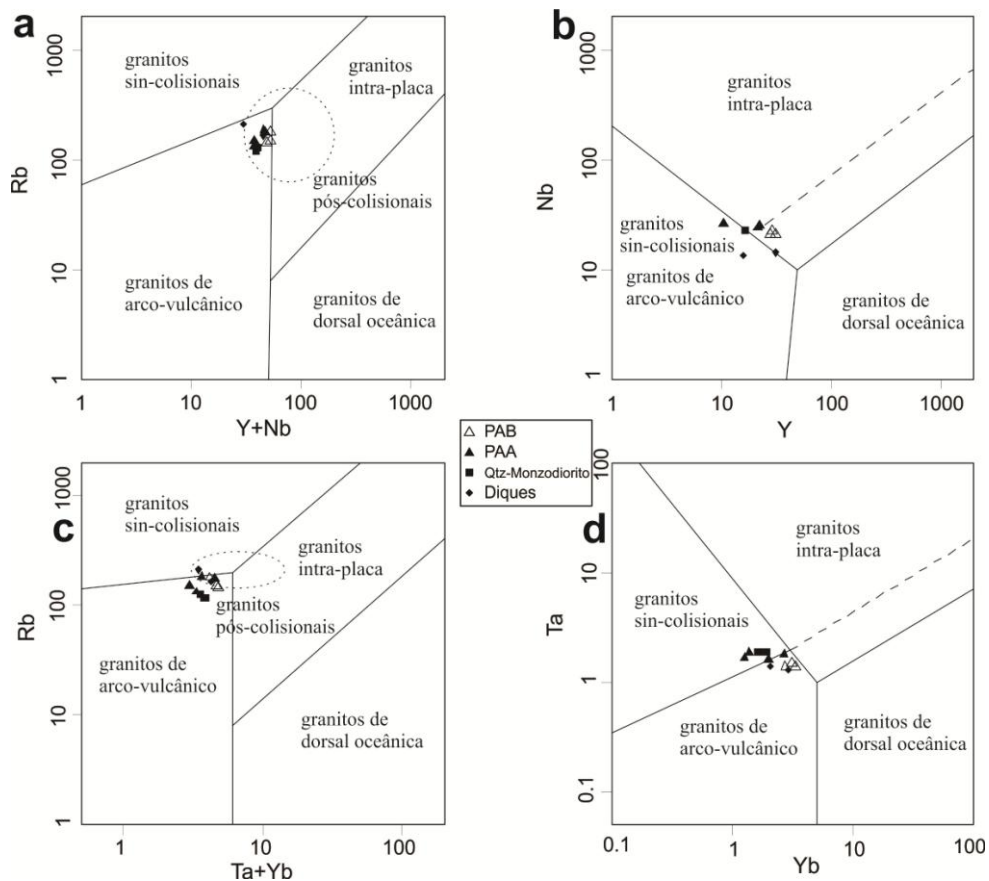 a
granitos
sin-colisionais
granitos
intra-placa
granitos
pós-colisionais
granitos de
arco-vulcânico
granitos de
dorsal oceânica
Rb
1000
100
10
1
1
10
100
1000
Y+Nb
b
granitos
intra-placa
granitos
sin-colisionais
granitos de
arco-vulcânico
granitos de
dorsal oceânica
Nb
1000
100
10
1
1
10
100
1000
Y
PAB
PAA
Qtz-Monzodiorito
Diques
c
granitos
sin-colisionais
granitos
intra-placa
granitos
pós-colisionais
granitos de
arco-vulcânico
granitos de
dorsal oceânica
Rb
1000
100
10
1
1
10
100
Ta+Yb
d
granitos
intra-placa
granitos
sin-colisionais
granitos de
arco-vulcânico
granitos de
dorsal oceânica
Ta
100
10
1
0.1
0.1
1
10
100
Yb